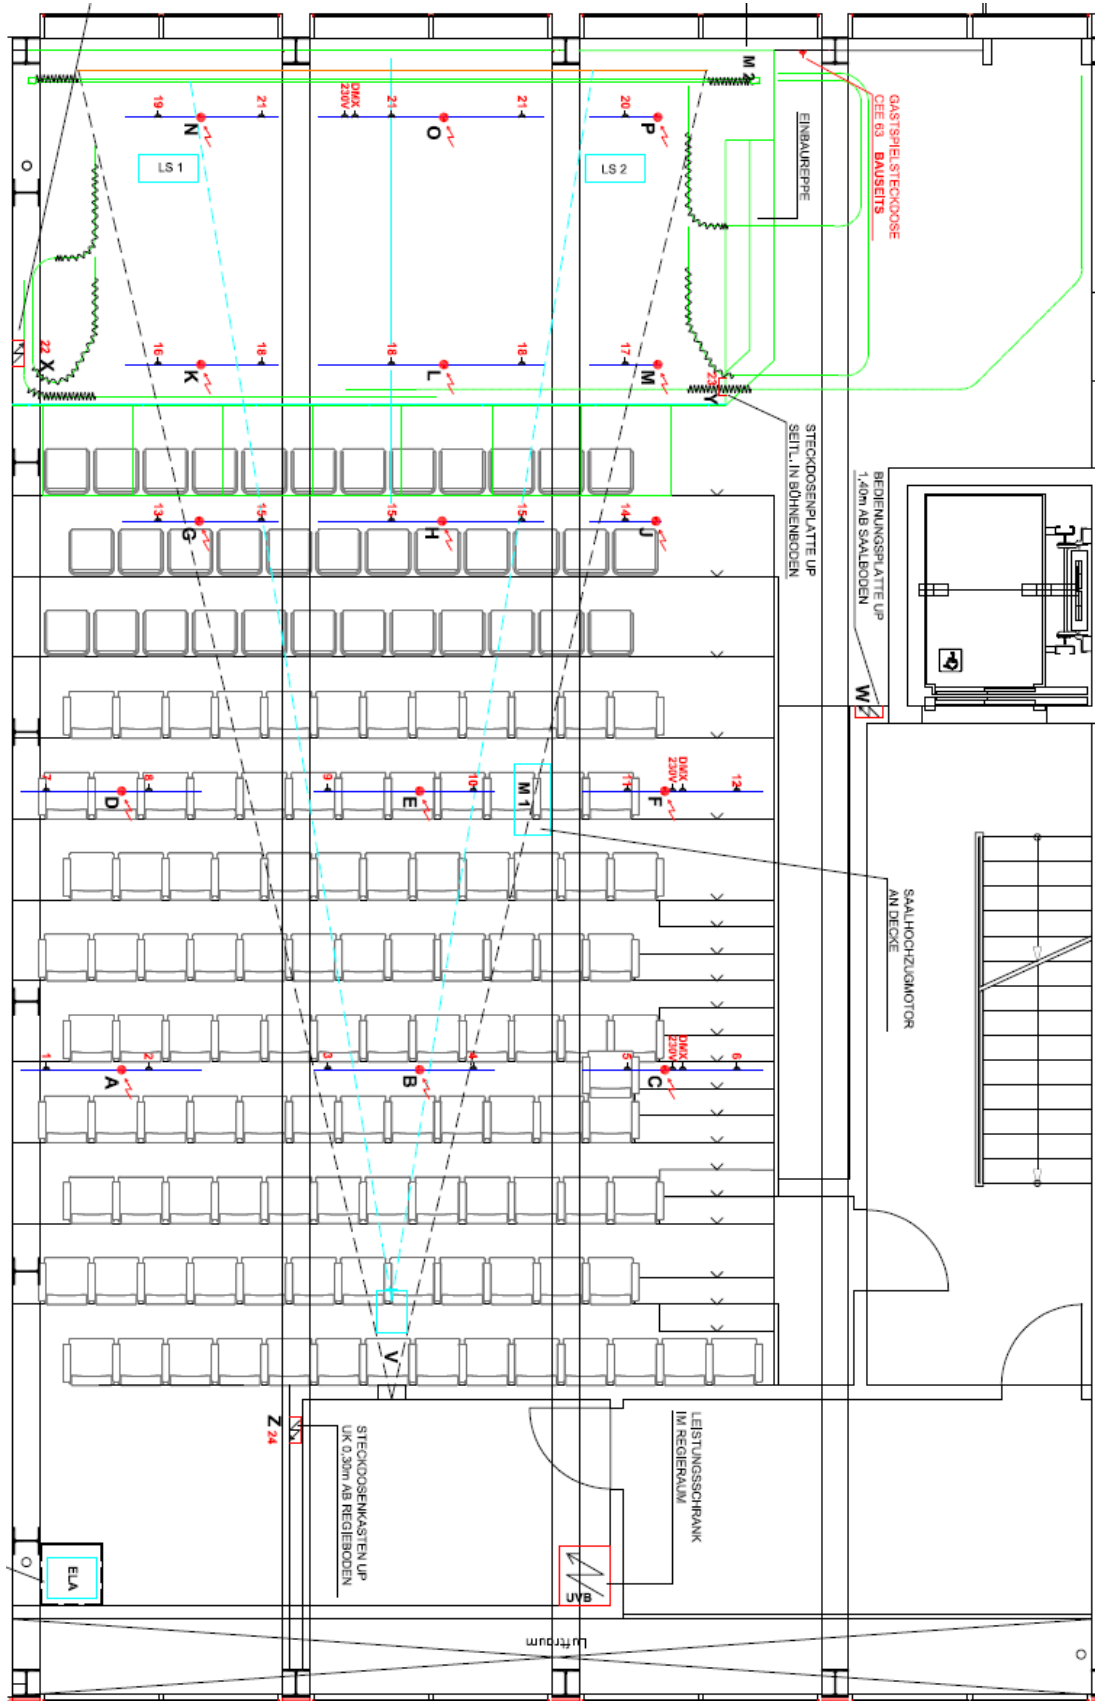 M 2
GASTSPIELSTECKDOSE
CEE 63 BAUSEITS
EINBAUREPPE
19
21
DMX
230V
21
21
20
N
O
P
LS 1
LS 2
22
X
16
18
18
18
17
K
L
M
23
Y
STECKDOSENPLATTE UP
SEITL. IN BÜHNENBODEN
BEDIENUNGSPLATTE UP
1,40m AB SAALBODEN
13
15
15
15
14
G
H
J
W
7
8
9
10
11
DMX
230V
12
D
E
M 1
F
SAALHOCHZUGMOTOR
AN DECKE
1
2
3
4
5
DMX
230V
6
A
B
C
V
Z 24
STECKDOSENKASTEN UP
UK 0,30m AB REGIEBODEN
LEISTUNGSSCHRANK
IM REGIERAUM
ELA
UVB
Luftraum